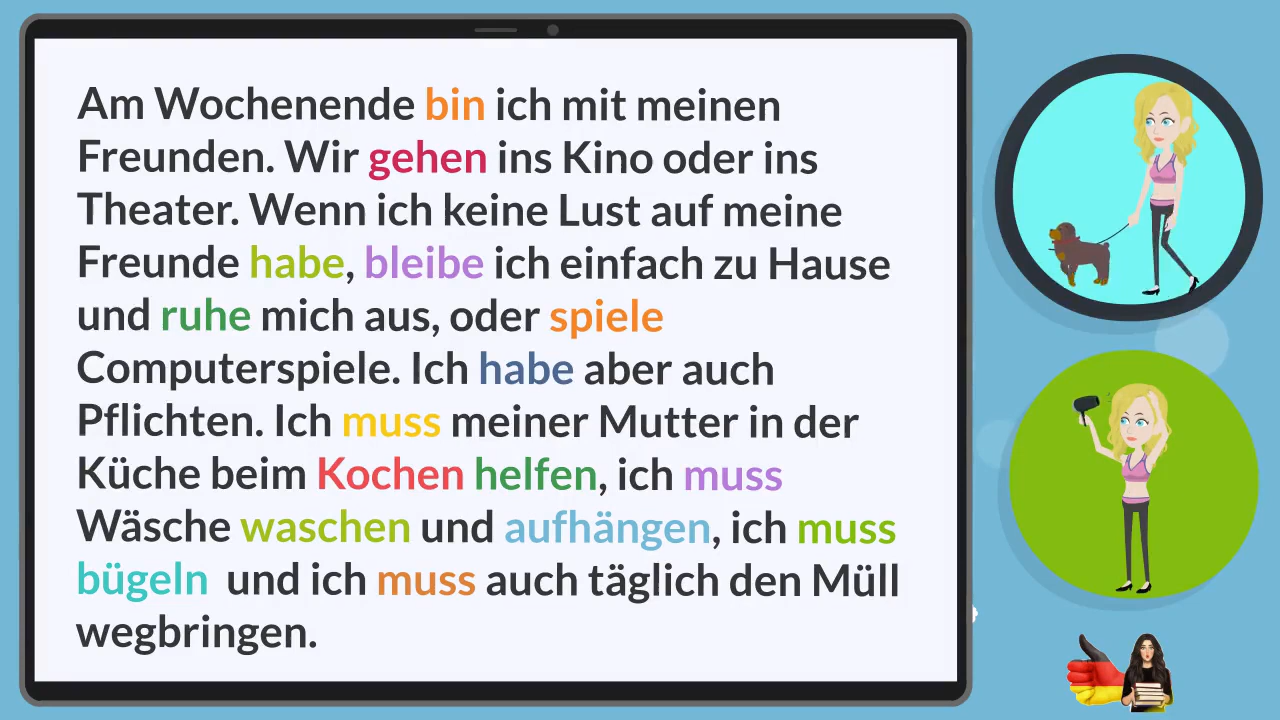 Am Wochenende bin ich mit meinen
Freunden. Wir gehen ins Kino oder ins
Theater. Wenn ich keine Lust auf meine
Freunde habe, bleibe ich einfach zu Hause
und ruhe mich aus, oder spiele
Computerspiele. Ich habe aber auch
Pflichten. Ich muss meiner Mutter in der
Küche beim Kochen helfen, ich muss
Wäsche waschen und aufhängen, ich muss
bügeln  und ich muss auch täglich den Müll
wegbringen.